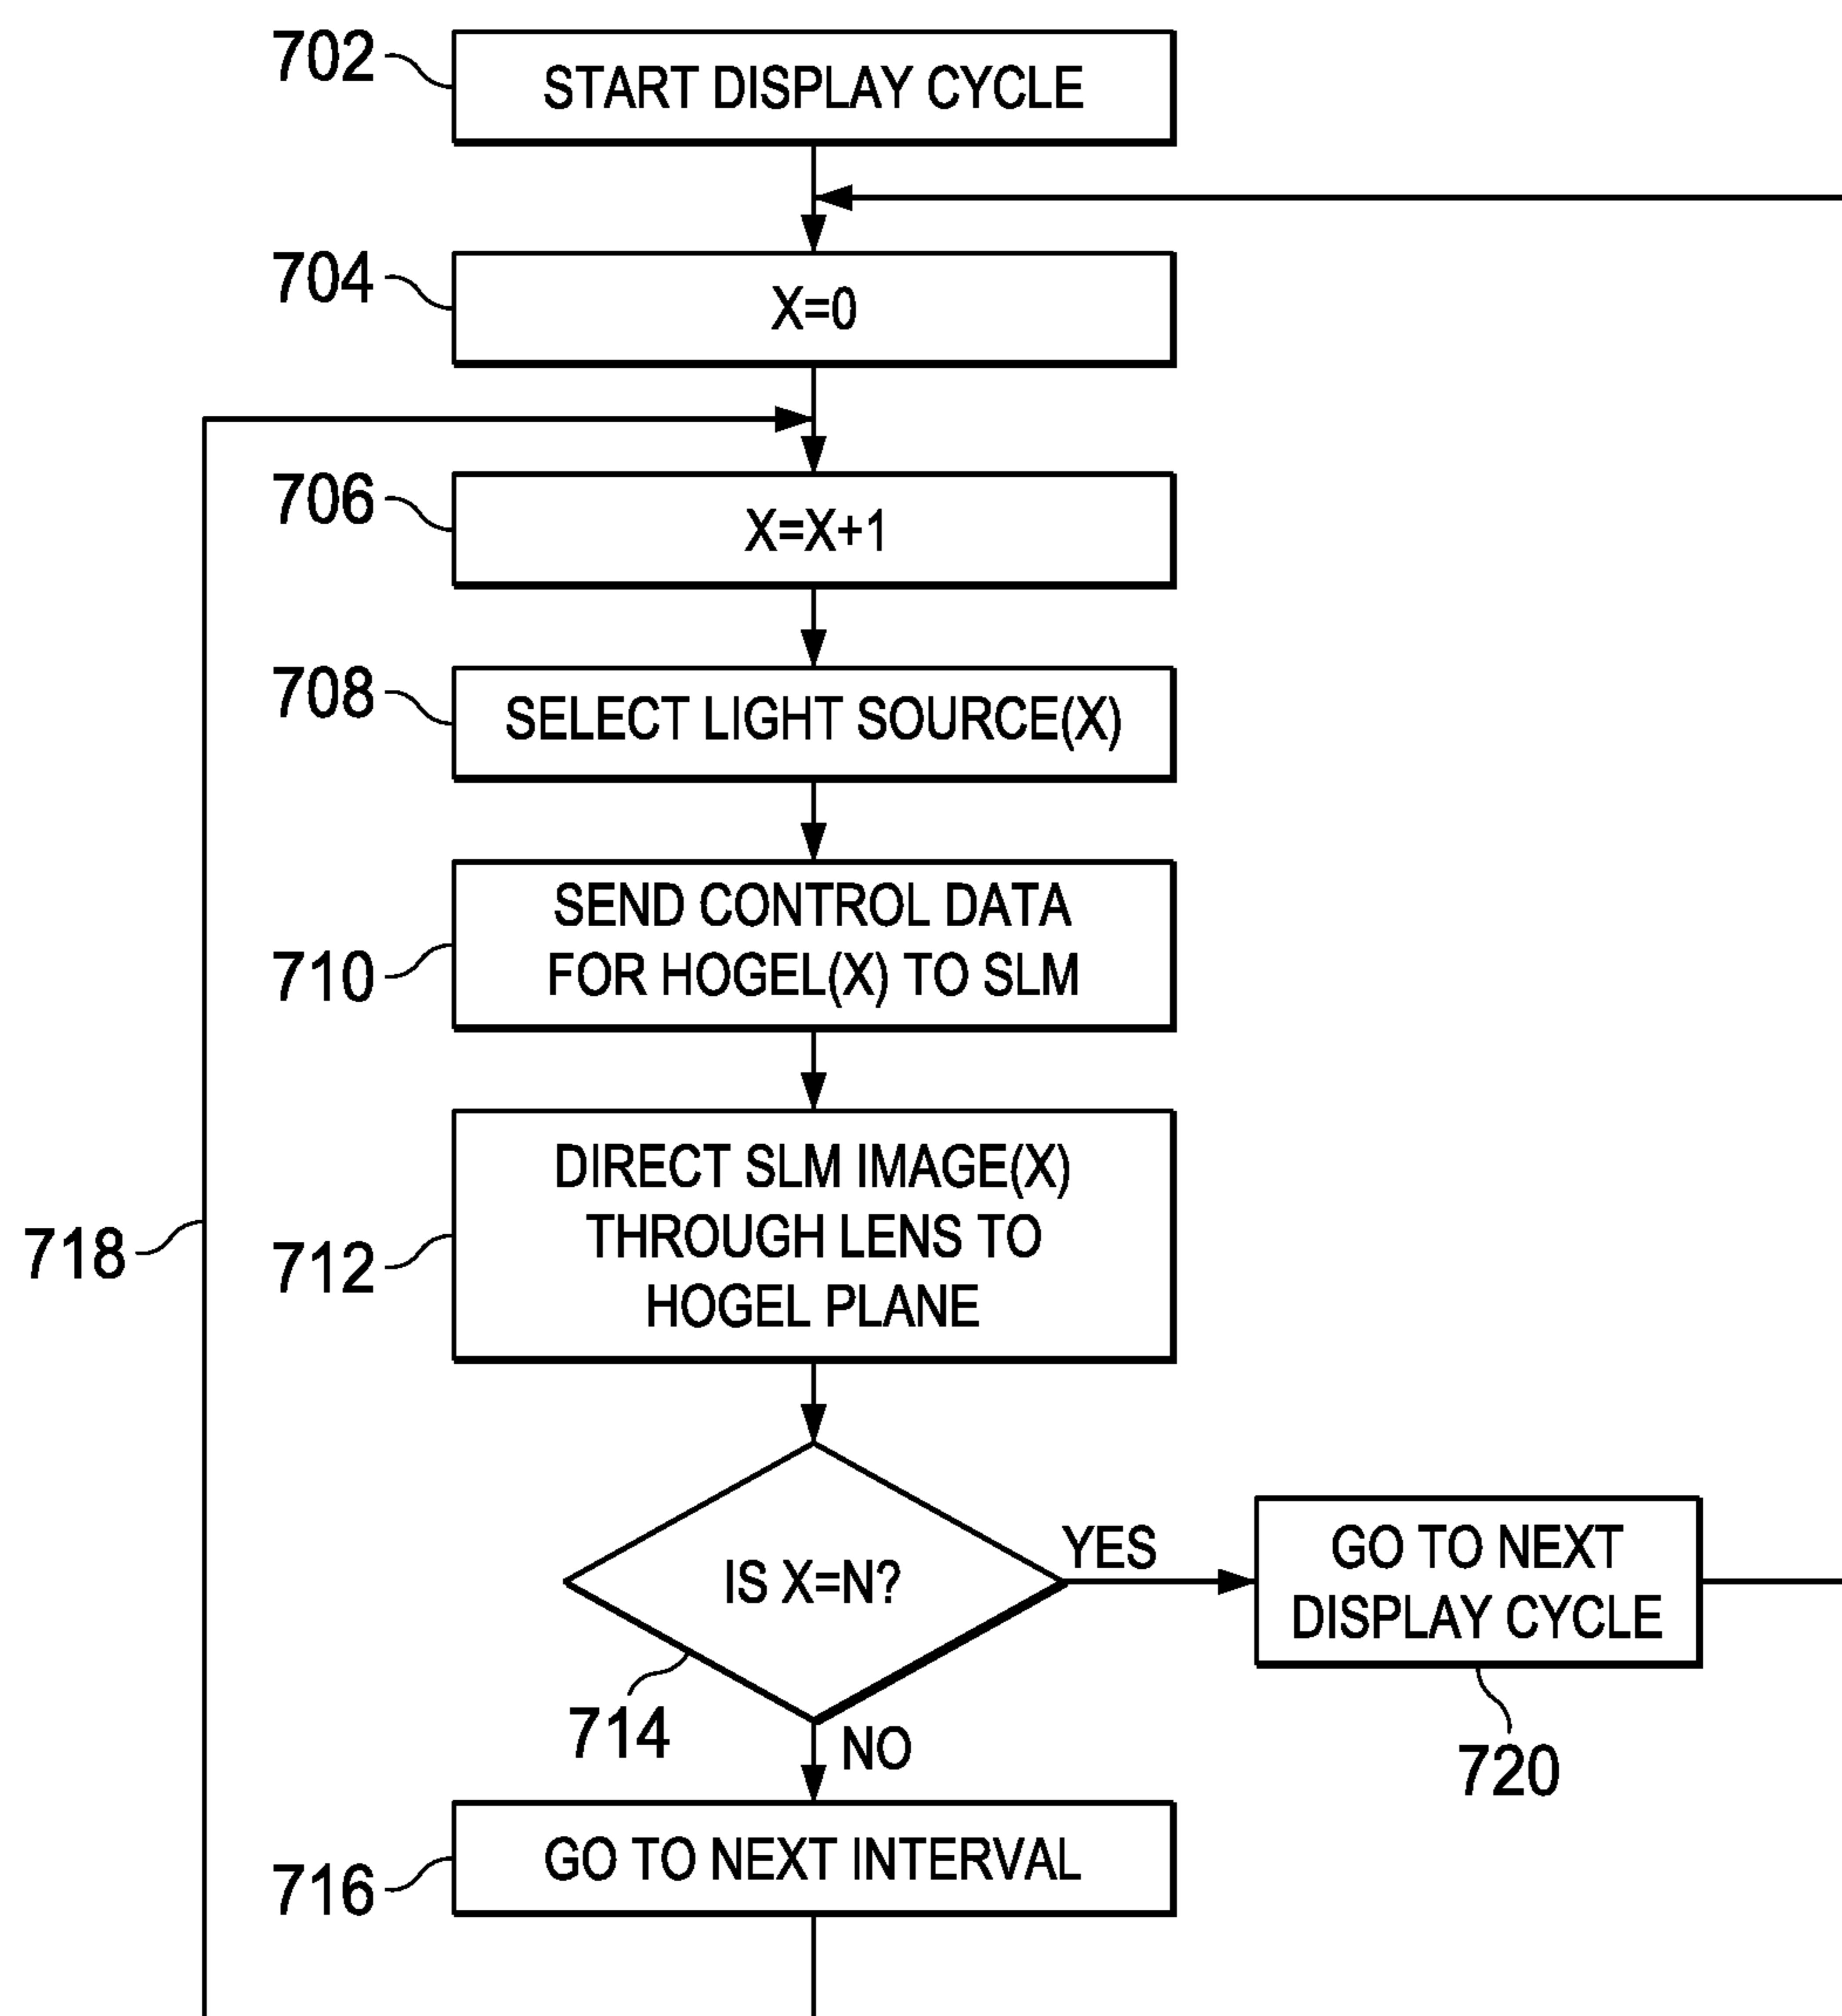 702
START DISPLAY CYCLE
704
X=0
706
X=X+1
708
SELECT LIGHT SOURCE(X)
710
SEND CONTROL DATA
FOR HOGEL(X) TO SLM
712
DIRECT SLM IMAGE(X)
THROUGH LENS TO
HOGEL PLANE
718
IS X=N?
YES
GO TO NEXT
DISPLAY CYCLE
714
NO
720
716
GO TO NEXT INTERVAL